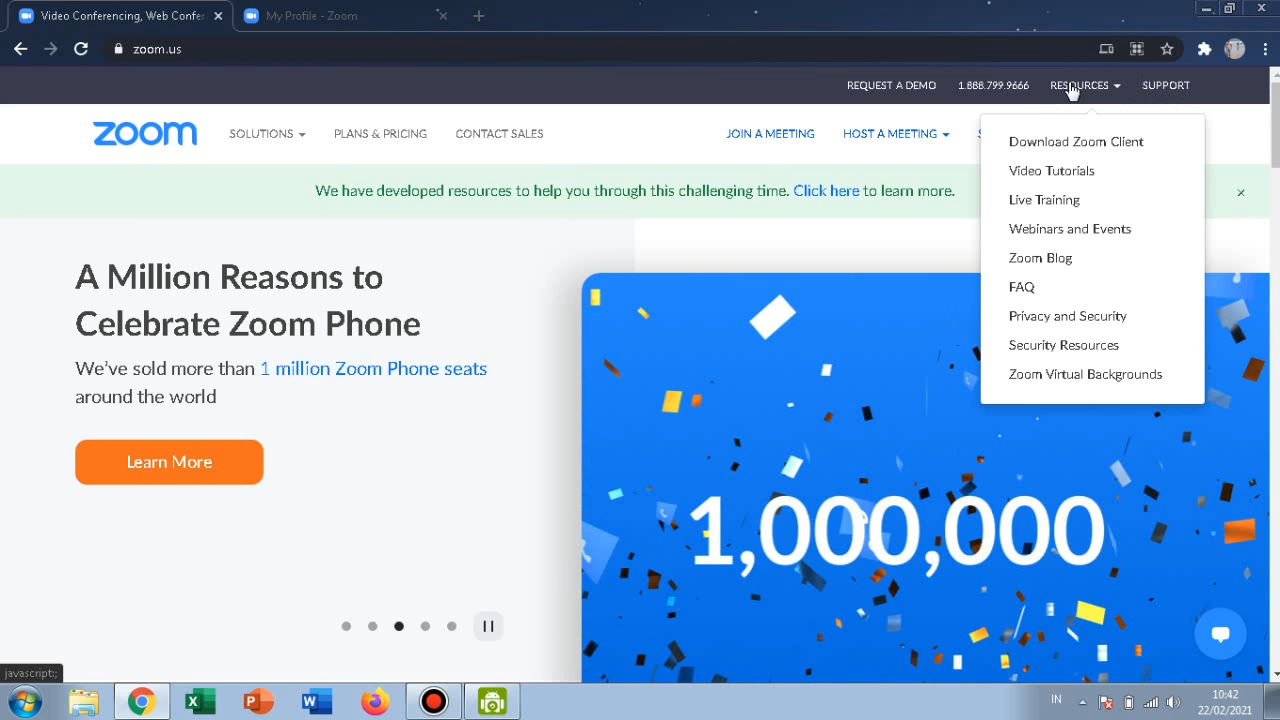 Video Conferencing, Web Confer
My Profile - Zoom
zoom.us
REQUEST A DEMO 1.888.799.9666 RESOURCES SUPPORT
zoom SOLUTIONS PLANS & PRICING CONTACT SALES JOIN A MEETING HOST A MEETING
We have developed resources to help you through this challenging time. Click here to learn more.
Download Zoom Client
Video Tutorials
Live Training
Webinars and Events
Zoom Blog
FAQ
Privacy and Security
Security Resources
Zoom Virtual Backgrounds
A Million Reasons to
Celebrate Zoom Phone
We've sold more than 1 million Zoom Phone seats
around the world
Learn More
1,000,000
javascript:;
IN
10:42
22/02/2021